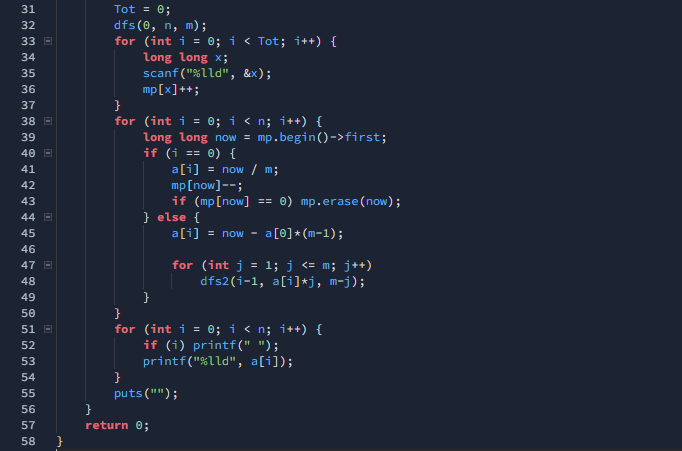 31 Tot = 0;
32 dfs(0, n, m);
33 for (int i = 0; i < Tot; i++) {
34 long long x;
35 scanf("%lld", &x);
36 mp[x]++;
37 }
38 for (int i = 0; i < n; i++) {
39 long long now = mp.begin()->first;
40 if (i == 0) {
41 a[i] = now / m;
42 mp[now]--;
43 if (mp[now] == 0) mp.erase(now);
44 } else {
45 a[i] = now - a[0]*(m-1);
46
47 for (int j = 1; j <= m; j++)
48 dfs2(i-1, a[i]*j, m-j);
49 }
50 }
51 for (int i = 0; i < n; i++) {
52 if (i) printf(" ");
53 printf("%lld", a[i]);
54 }
55 puts("");
56 }
57 return 0;
58 }